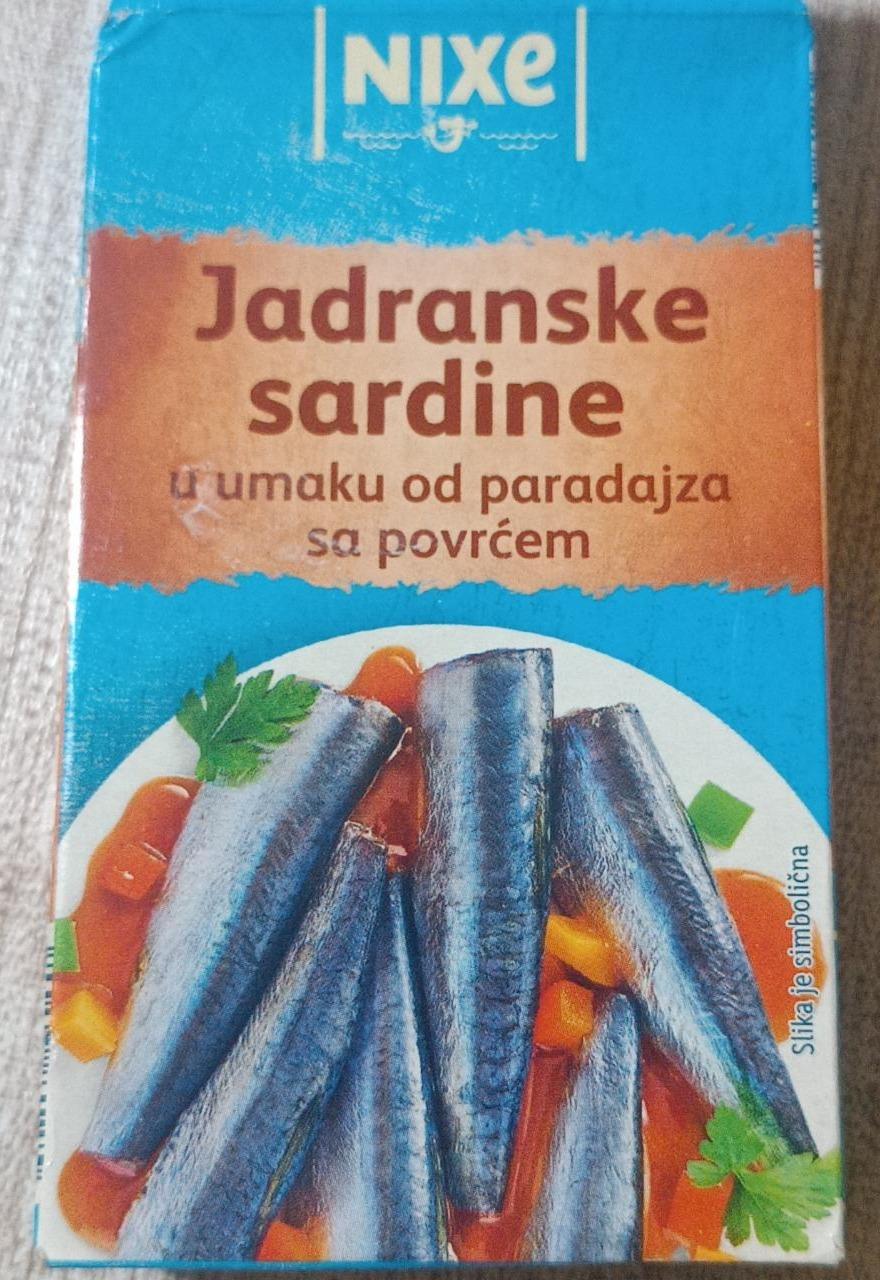 NIXe
Jadranske
sardine
u umaku od paradajza
sa povrćem
Slika je simbolična